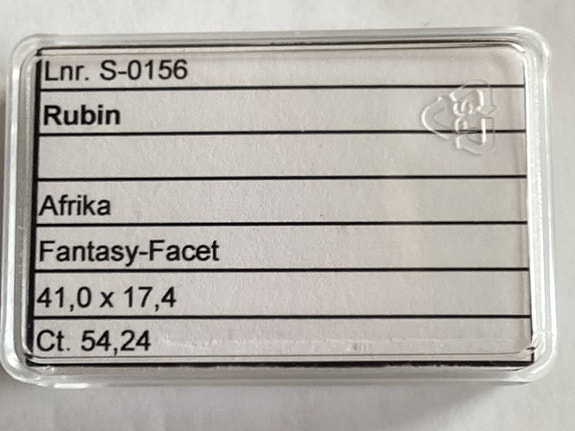 Lnr. S-0156
Rubin
Afrika
Fantasy-Facet
41,0 x 17,4
Ct. 54,24